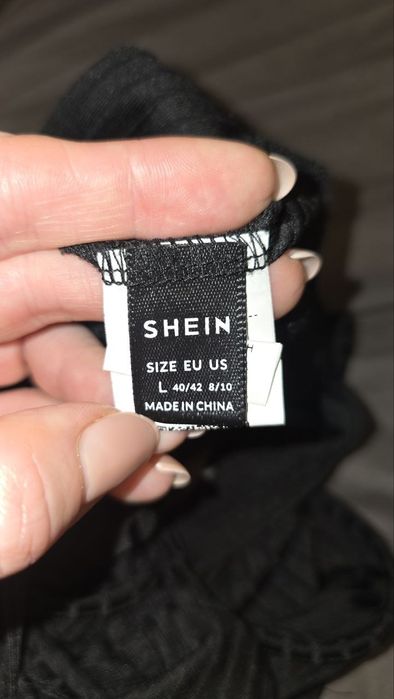 SHEIN
SIZE EU US
L 40/42 8/10
MADE IN CHINA